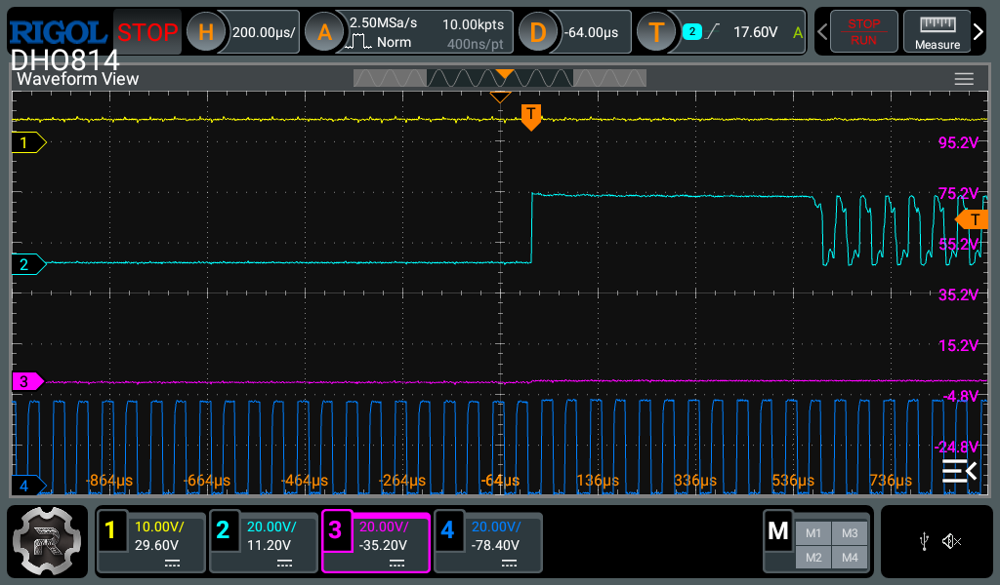 RIGOL STOP H 200.00µs/ A 2.50MSa/s 10.00kpts D -64.00µs T 2 17.60V A STOP
Norm 400ns/pt RUN Measure
DHO814
Waveform View
T
1 95.2V
75.2V
T
55.2V
2
35.2V
15.2V
3
-4.8V
-24.8V
4 -864µs -664µs -464µs -264µs -64µs 136µs 336µs 536µs 736µs
1 10.00V/ 2 20.00V/ 3 20.00V/ 4 20.00V/ M M1 M3
29.60V 11.20V -35.20V -78.40V M2 M4
R